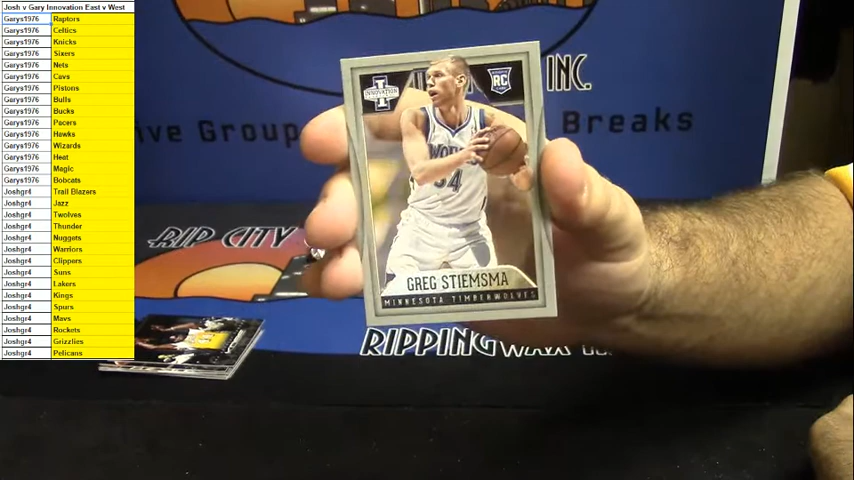 Josh v Gary Innovation East v West
Garys1976 Raptors
Garys1976 Celtics
Garys1976 Knicks
Garys1976 Sixers
Garys1976 Nets
Garys1976 Cavs
Garys1976 Pistons
Garys1976 Bulls
Garys1976 Bucks
Garys1976 Pacers
Garys1976 Hawks
Garys1976 Wizards
Garys1976 Heat
Garys1976 Magic
Garys1976 Bobcats
Joshgr4 Trail Blazers
Joshgr4 Jazz
Joshgr4 Twolves
Joshgr4 Thunder
Joshgr4 Nuggets
Joshgr4 Warriors
Joshgr4 Clippers
Joshgr4 Suns
Joshgr4 Lakers
Joshgr4 Kings
Joshgr4 Spurs
Joshgr4 Mavs
Joshgr4 Rockets
Joshgr4 Grizzlies
Joshgr4 Pelicans
INC.
ive Group Breaks
INNOVATION
RC
34
GREG STIEMSMA
MINNESOTA TIMBERWOLVES
RIP CITY
RIPPINGWAX